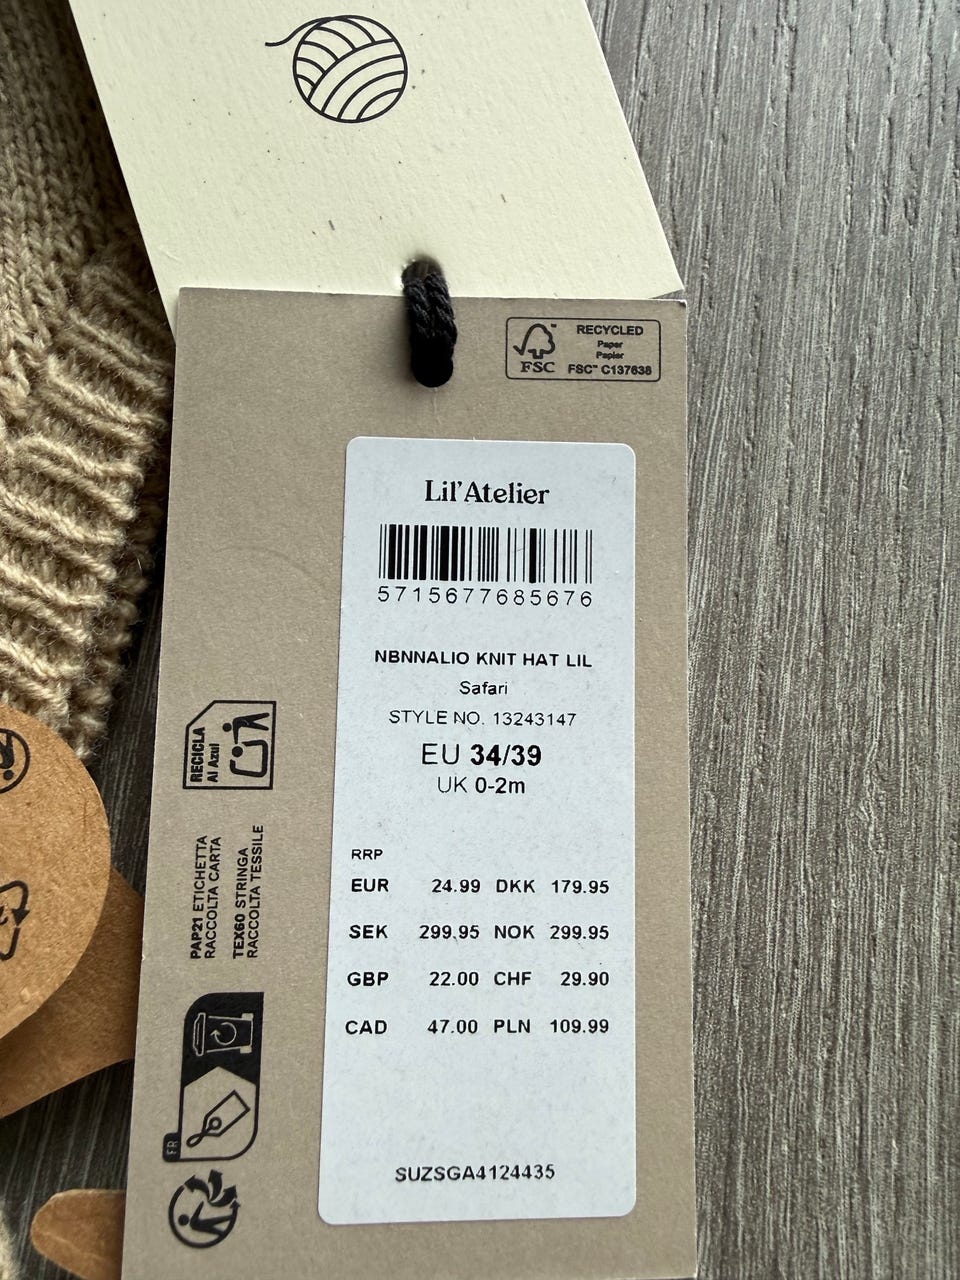 RECYCLED
Paper
Papier
FSC™ C137638
FSC
Lil'Atelier
5715677685676
NBNNALIO KNIT HAT LIL
Safari
STYLE NO. 13243147
EU 34/39
UK 0-2m
RRP
EUR 24.99 DKK 179.95
SEK 299.95 NOK 299.95
GBP 22.00 CHF 29.90
CAD 47.00 PLN 109.99
SUZSGA4124435
RECICLA
Al Azul
PAP21 ETICHETTA
RACCOLTA CARTA
TEX60 STRINGA
RACCOLTA TESSILE
FR